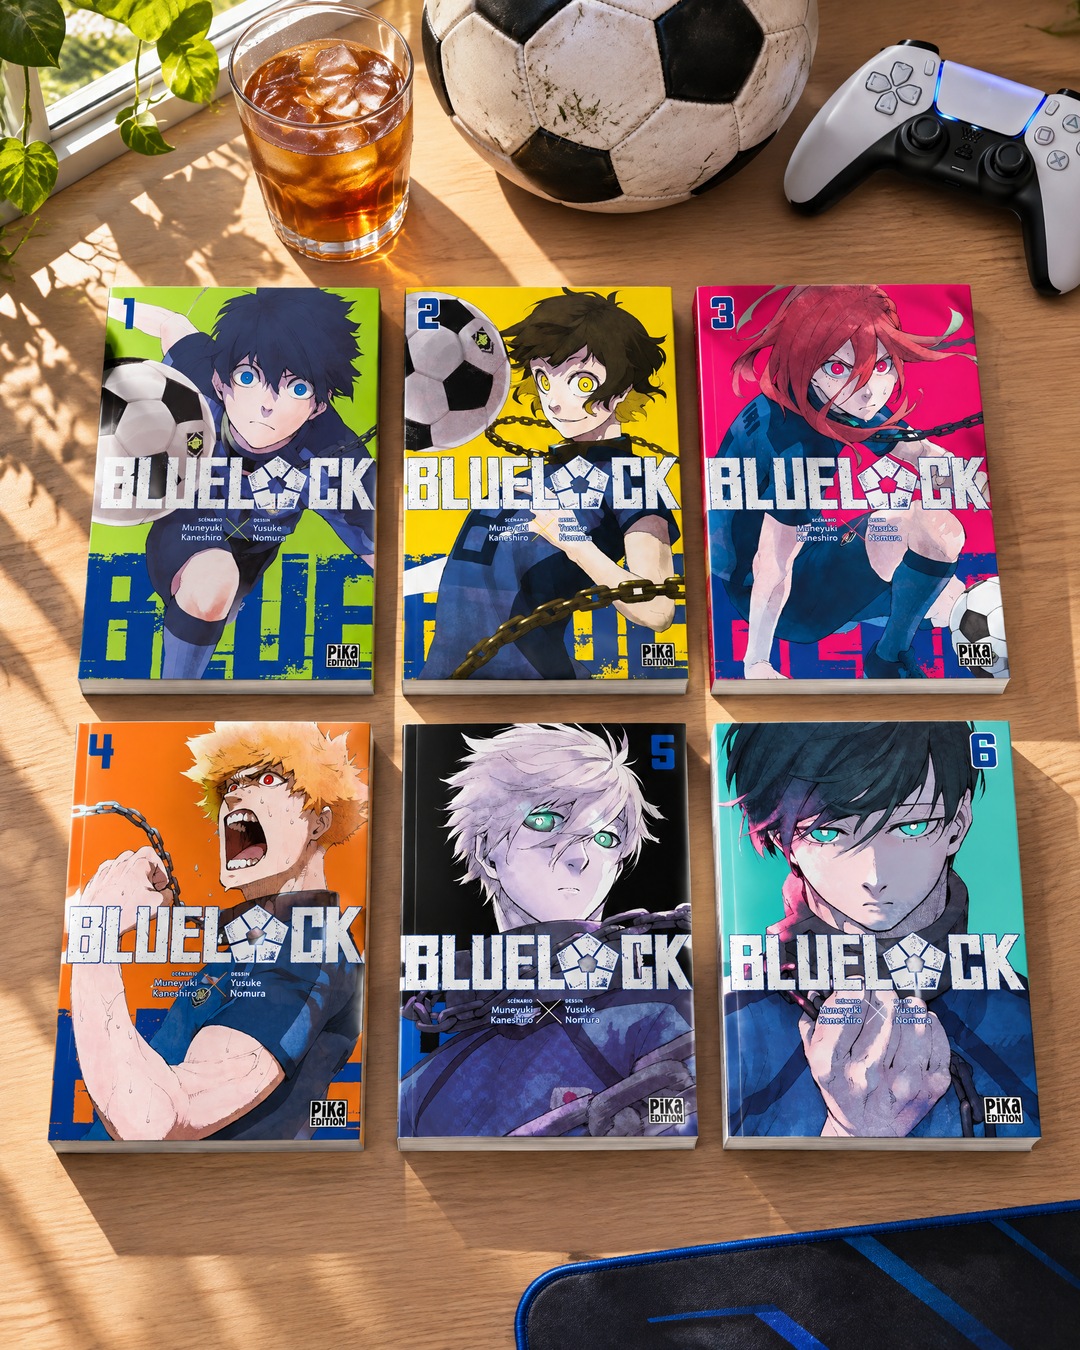 1
BLUELOCK
SCÉNARIO
Muneyuki
Kaneshiro
DESSIN
Yusuke
Nomura
BLUE
PiKA
EDITION
2
BLUELOCK
SCÉNARIO
Muneyuki
Kaneshiro
DESSIN
Yusuke
Nomura
PiKA
EDITION
3
BLUELOCK
SCÉNARIO
Muneyuki
Kaneshiro
DESSIN
Yusuke
Nomura
PiKA
EDITION
4
BLUELOCK
SCÉNARIO
Muneyuki
Kaneshiro
DESSIN
Yusuke
Nomura
PiKA
EDITION
5
BLUELOCK
SCÉNARIO
Muneyuki
Kaneshiro
DESSIN
Yusuke
Nomura
PiKA
EDITION
6
BLUELOCK
SCÉNARIO
Muneyuki
Kaneshiro
DESSIN
Yusuke
Nomura
PiKA
EDITION